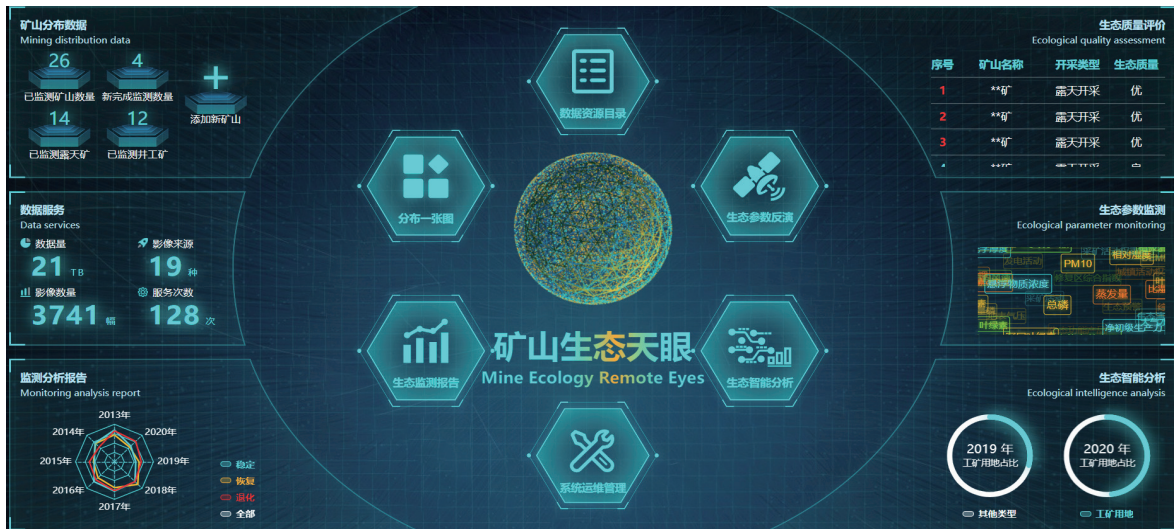 矿山分布数据
Mining distribution data
26
已监测矿山数量
4
新完成监测数量
+
添加新矿山
14
已监测露天矿
12
已监测井工矿
数据服务
Data services
数据量
21 TB
影像来源
19 种
影像数量
3741 幅
服务次数
128 次
监测分析报告
Monitoring analysis report
2013年
2014年
2020年
2015年
2019年
2016年
2018年
2017年
稳定
恢复
退化
全部
数据资源目录
分布一张图
生态参数反演
生态监测报告
生态智能分析
系统运维管理
矿山生态天眼
Mine Ecology Remote Eyes
生态质量评价
Ecological quality assessment
序号 矿山名称 开采类型 生态质量
1 **矿 露天开采 优
2 **矿 露天开采 优
3 **矿 露天开采 优
生态参数监测
Ecological parameter monitoring
相对湿度
PM10
悬浮物质浓度
蒸发量
总磷
叶绿素
净初级生产力
生态智能分析
Ecological intelligence analysis
2019 年
工矿用地占比
2020 年
工矿用地占比
其他类型
工矿用地